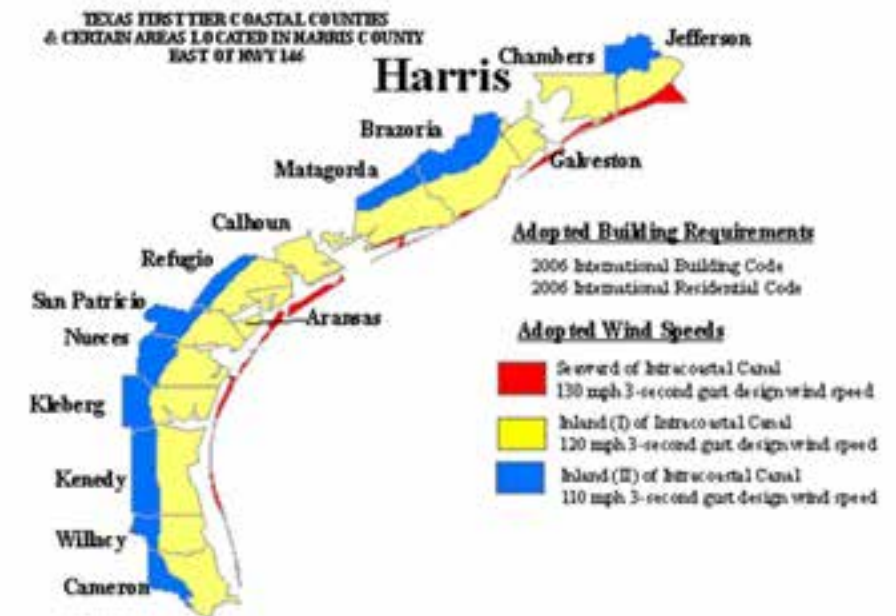 TEXAS FIRST TIER COASTAL COUNTIES
& CERTAIN AREAS LOCATED IN HARRIS COUNTY
EAST OF HWY 146
Jefferson
Chambers
Harris
Brazoria
Galveston
Matagorda
Calhoun
Refugio
San Patricio
Aransas
Nueces
Kleberg
Kenedy
Willacy
Cameron
Adopted Building Requirements
2006 International Building Code
2006 International Residential Code
Adopted Wind Speeds
Seaward of Intracoastal Canal
130 mph 3-second gust design wind speed
Inland (I) of Intracoastal Canal
120 mph 3-second gust design wind speed
Inland (II) of Intracoastal Canal
110 mph 3-second gust design wind speed